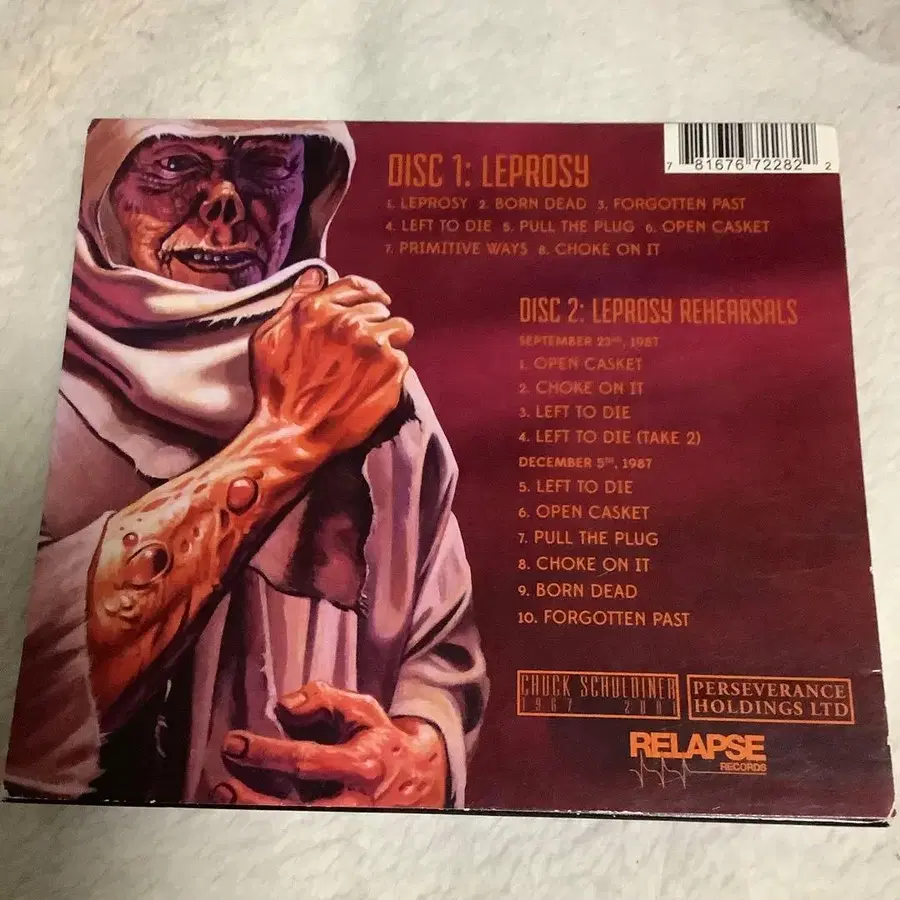 DISC 1: LEPROSY
1. LEPROSY 2. BORN DEAD 3. FORGOTTEN PAST
4. LEFT TO DIE 5. PULL THE PLUG 6. OPEN CASKET
7. PRIMITIVE WAYS 8. CHOKE ON IT
7 81676 72282 2
DISC 2: LEPROSY REHEARSALS
SEPTEMBER 23RD, 1987
1. OPEN CASKET
2. CHOKE ON IT
3. LEFT TO DIE
4. LEFT TO DIE (TAKE 2)
DECEMBER 5TH, 1987
5. LEFT TO DIE
6. OPEN CASKET
7. PULL THE PLUG
8. CHOKE ON IT
9. BORN DEAD
10. FORGOTTEN PAST
CHUCK SCHULDINER
1967 2001
PERSEVERANCE
HOLDINGS LTD
RELAPSE
RECORDS